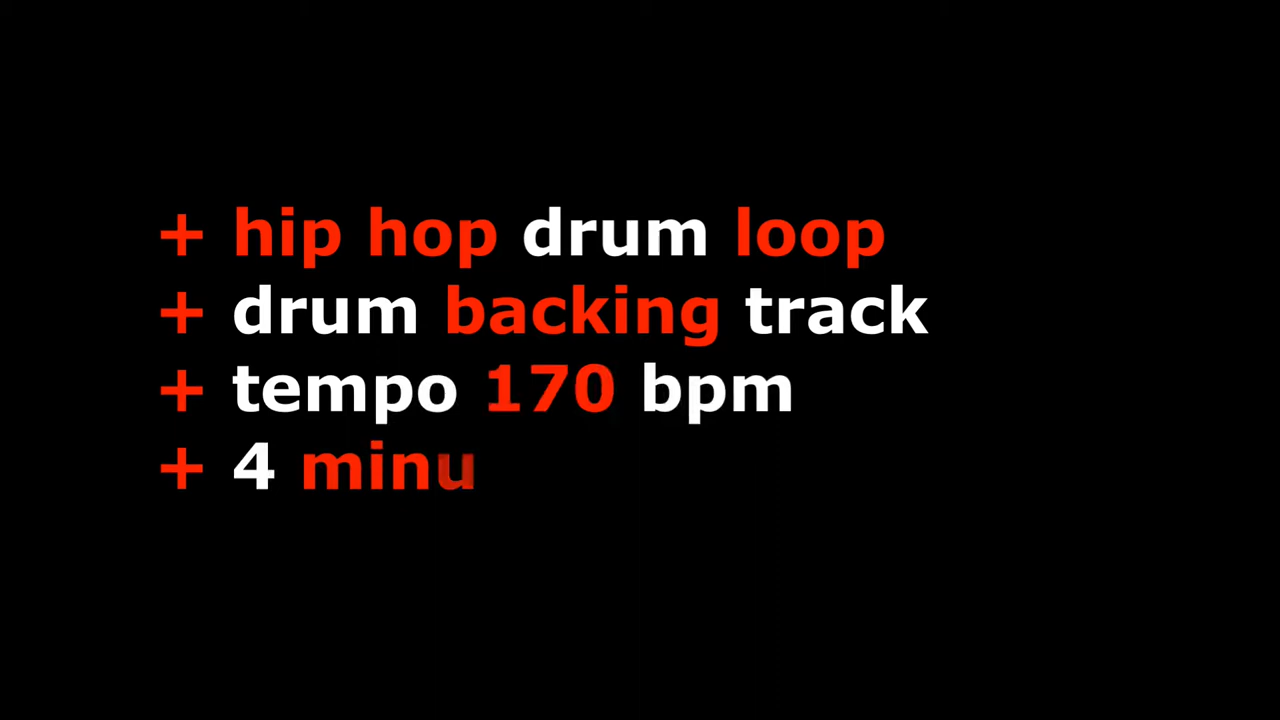 + hip hop drum loop
+ drum backing track
+ tempo 170 bpm
+ 4 minu